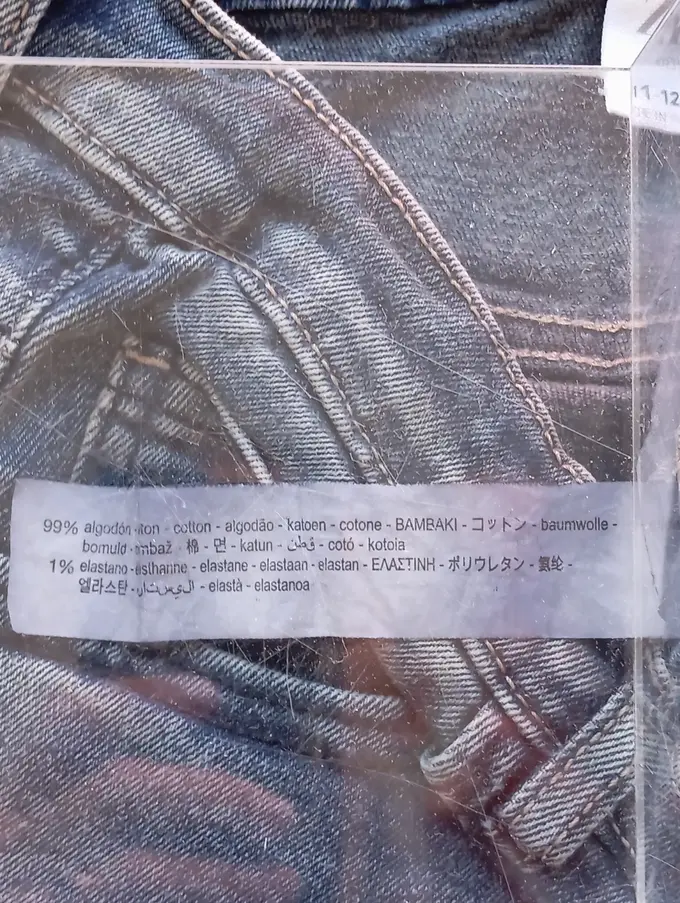 11-12
99% algodón - cotton - algodão - katoen - cotone - BAMBAKI - コットン - baumwolle -
bomuld - 棉 - 면 - katun - قطن - cotó - kotoia
1% elastano - elastane - elastaan - elastan - ΕΛΑΣΤΙΝΗ - ポリウレタン - 氨纶 -
엘라스탄 - - elastà - elastanoa